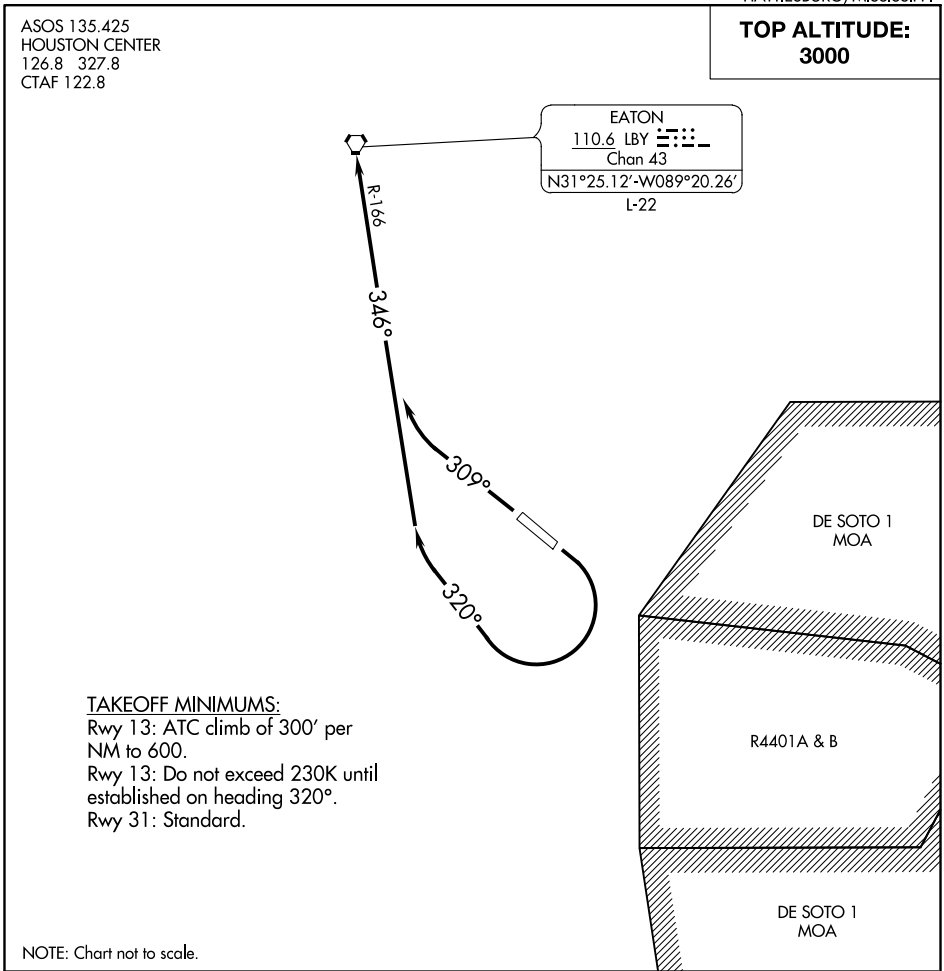 ASOS 135.425
HOUSTON CENTER
126.8 327.8
CTAF 122.8
TOP ALTITUDE:
3000
EATON
110.6 LBY
Chan 43
N31°25.12'-W089°20.26'
L-22
R-166
346°
309°
320°
DE SOTO 1
MOA
R4401A & B
DE SOTO 1
MOA
TAKEOFF MINIMUMS:
Rwy 13: ATC climb of 300' per
NM to 600.
Rwy 13: Do not exceed 230K until
established on heading 320°.
Rwy 31: Standard.
NOTE: Chart not to scale.